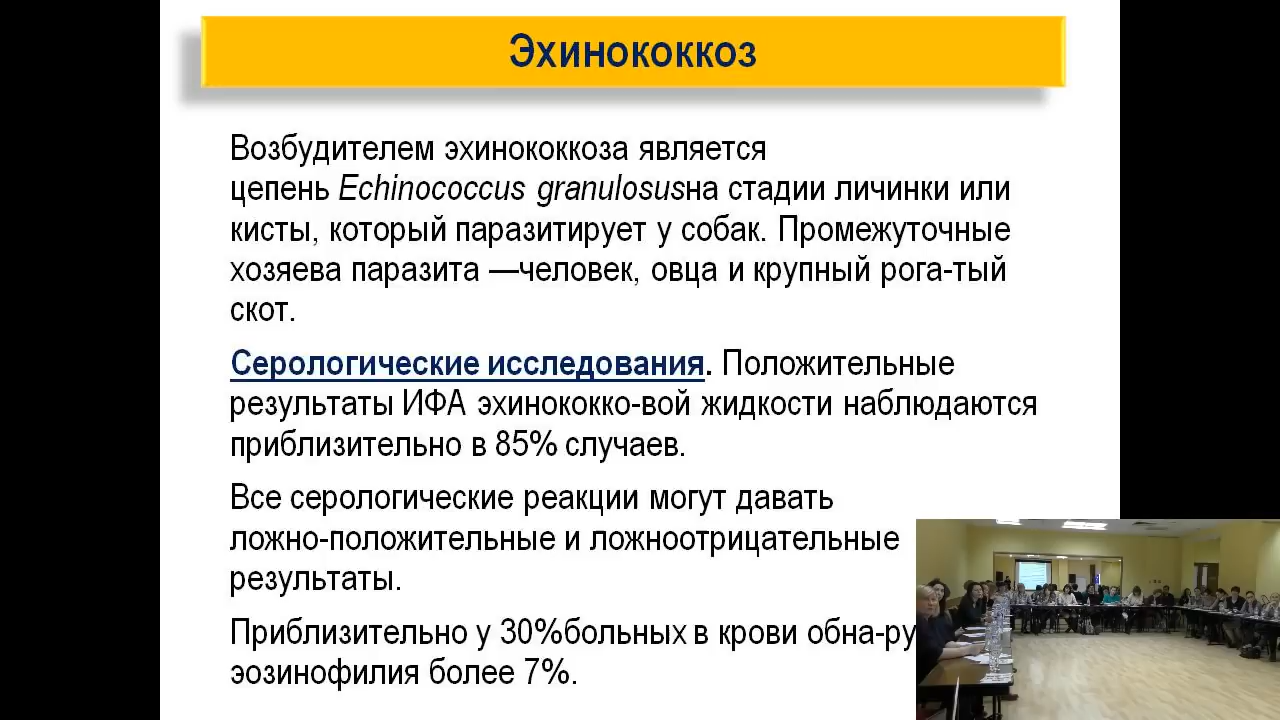 Эхинококкоз
Возбудителем эхинококкоза является
цепень Echinococcus granulosusна стадии личинки или
кисты, который паразитирует у собак. Промежуточные
хозяева паразита —человек, овца и крупный рога-тый
скот.
Серологические исследования. Положительные
результаты ИФА эхинококко-вой жидкости наблюдаются
приблизительно в 85% случаев.
Все серологические реакции могут давать
ложно-положительные и ложноотрицательные
результаты.
Приблизительно у 30%больных в крови обна-ру
эозинофилия более 7%.